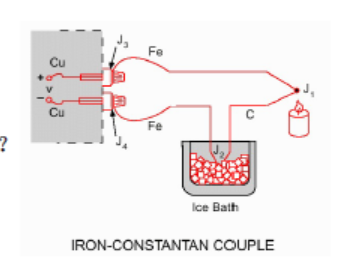 J3
Cu
Fe
+
V
J1
–
Cu
?
Fe
J4
C
J2
Ice Bath
IRON-CONSTANTAN COUPLE